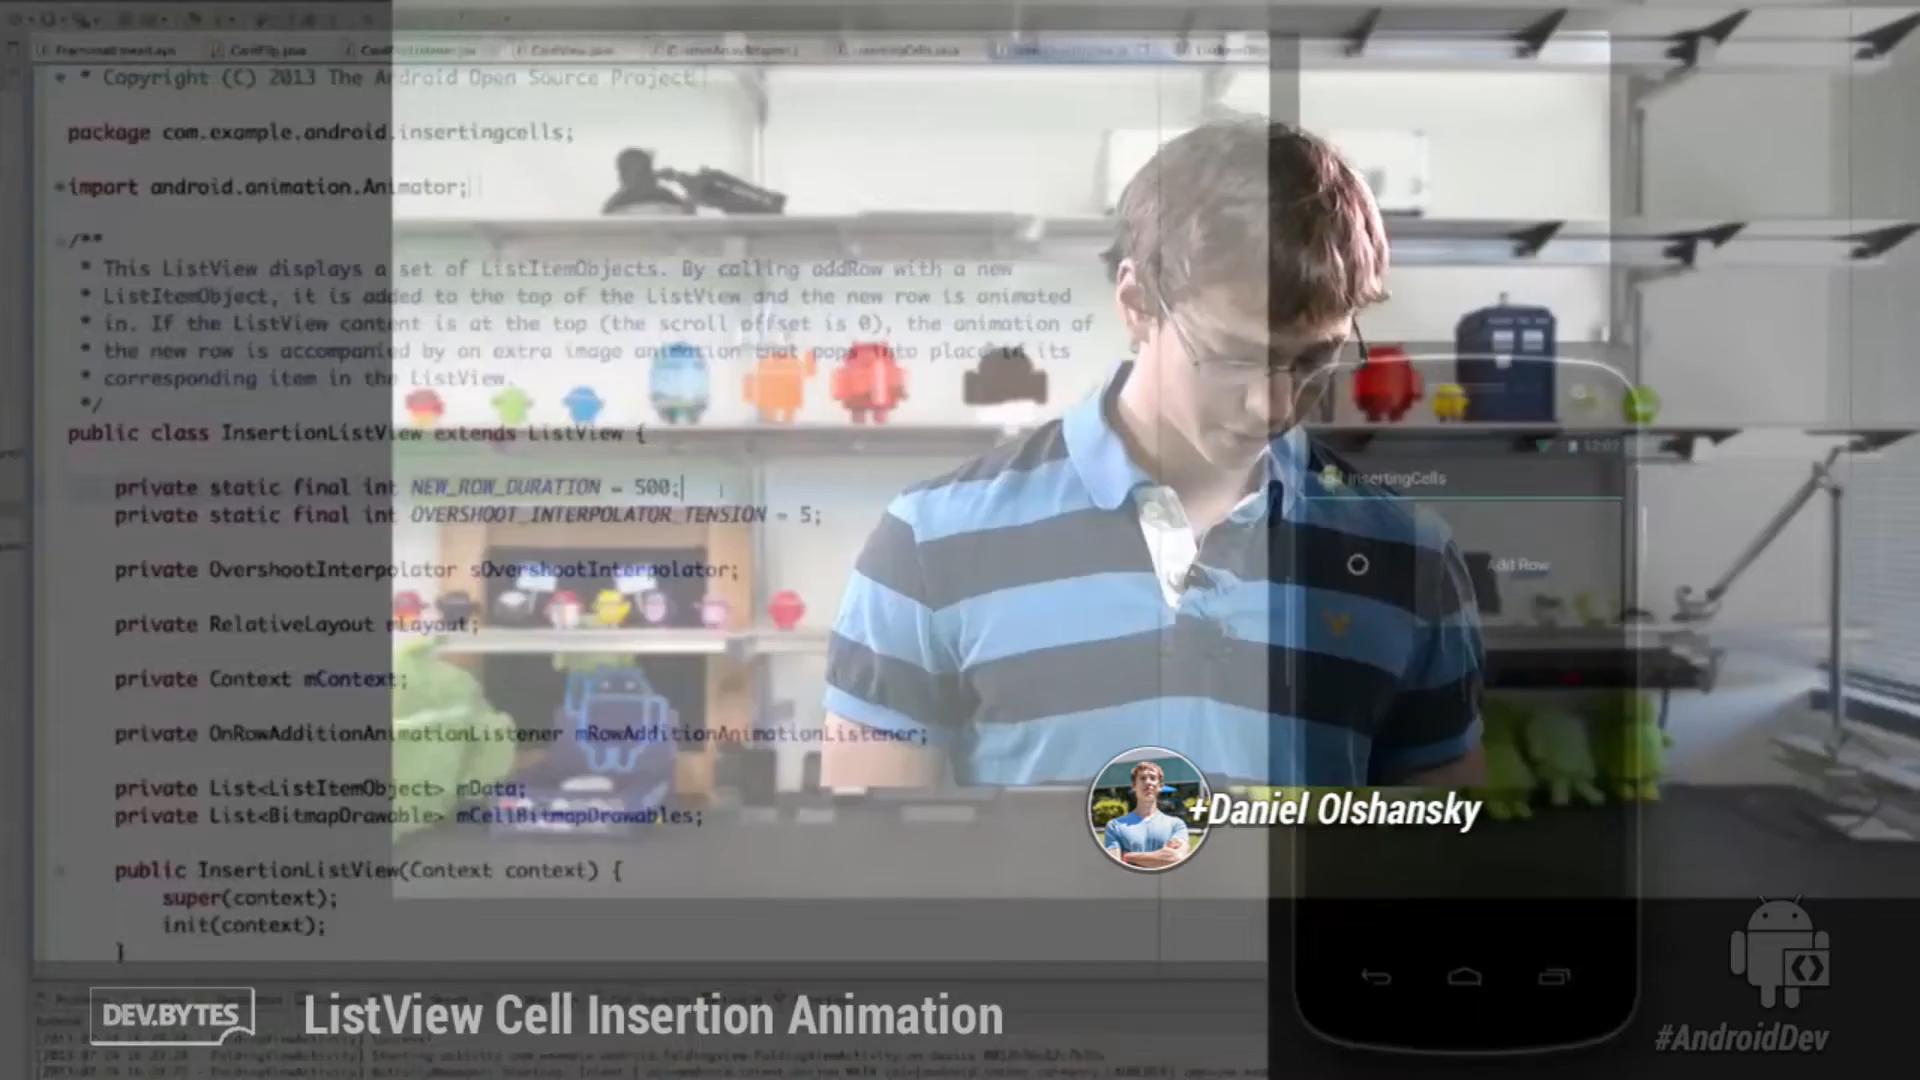 CardFlip.java
CardView.java
* Copyright (C) 2013 The Android Open Source Project
package com.example.android.insertingcells;
import android.animation.Animator;
/**
* This ListView displays a set of ListItemObjects. By calling addRow with a new
* ListItemObject, it is added to the top of the ListView and the new row is animated
* in. If the ListView content is at the top (the scroll offset is 0), the animation of
* the new row is accompanied by an extra image animation that pops into place in its
* corresponding item in the ListView.
*/
public class InsertionListView extends ListView {
private static final int NEW_ROW_DURATION = 500;
private static final int OVERSHOOT_INTERPOLATOR_TENSION = 5;
private OvershootInterpolator sOvershootInterpolator;
private RelativeLayout mLayout;
private Context mContext;
private OnRowAdditionAnimationListener mRowAdditionAnimationListener;
private List<ListItemObject> mData;
private List<BitmapDrawable> mCellBitmapDrawables;
public InsertionListView(Context context) {
super(context);
init(context);
}
12:02
InsertingCells
Add Row
+Daniel Olshansky
DEV.BYTES
ListView Cell Insertion Animation
#AndroidDev